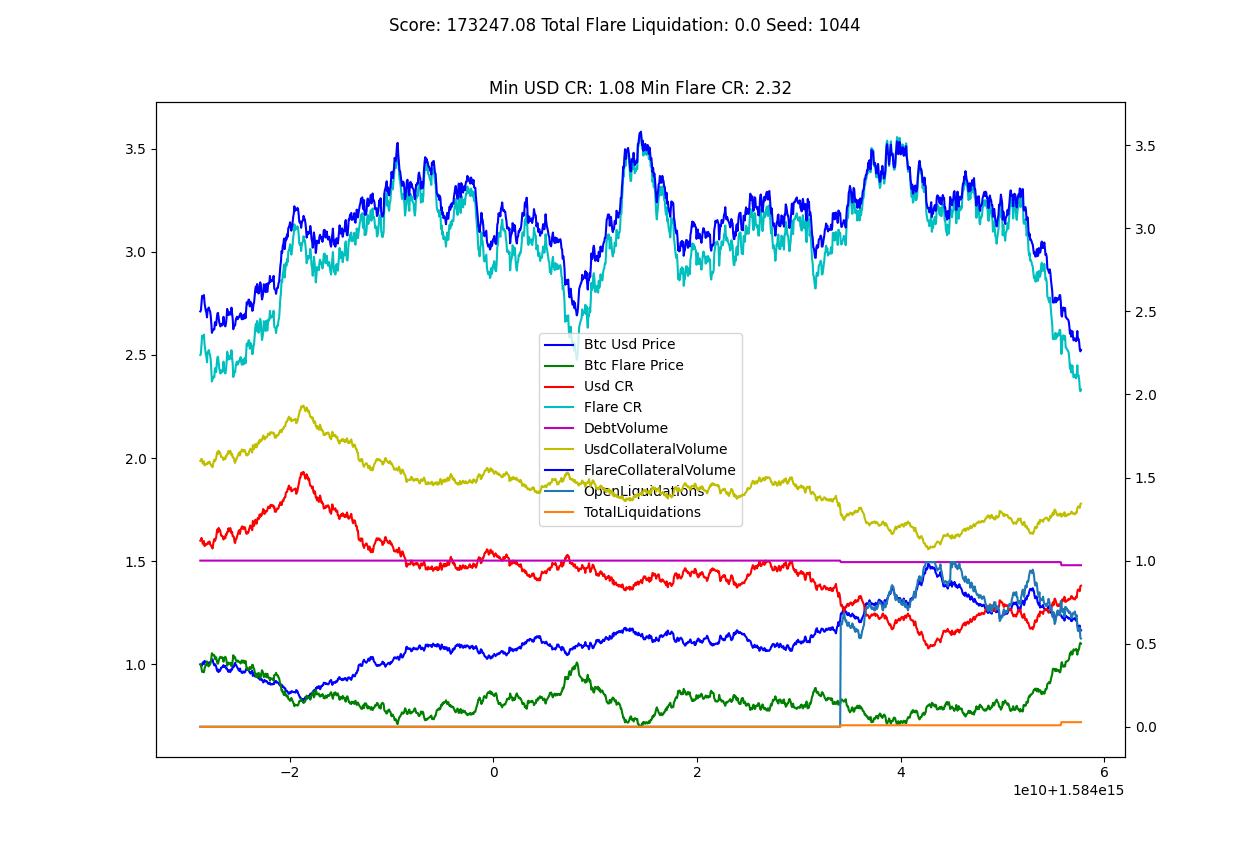 Score: 173247.08 Total Flare Liquidation: 0.0 Seed: 1044
Min USD CR: 1.08 Min Flare CR: 2.32
3.5
3.0
2.5
2.0
1.5
1.0
Btc Usd Price
Btc Flare Price
Usd CR
Flare CR
DebtVolume
UsdCollateralVolume
FlareCollateralVolume
OpenLiquidations
TotalLiquidations
3.5
3.0
2.5
2.0
1.5
1.0
0.5
0.0
−2 0 2 4 6
1e10+1.584e15